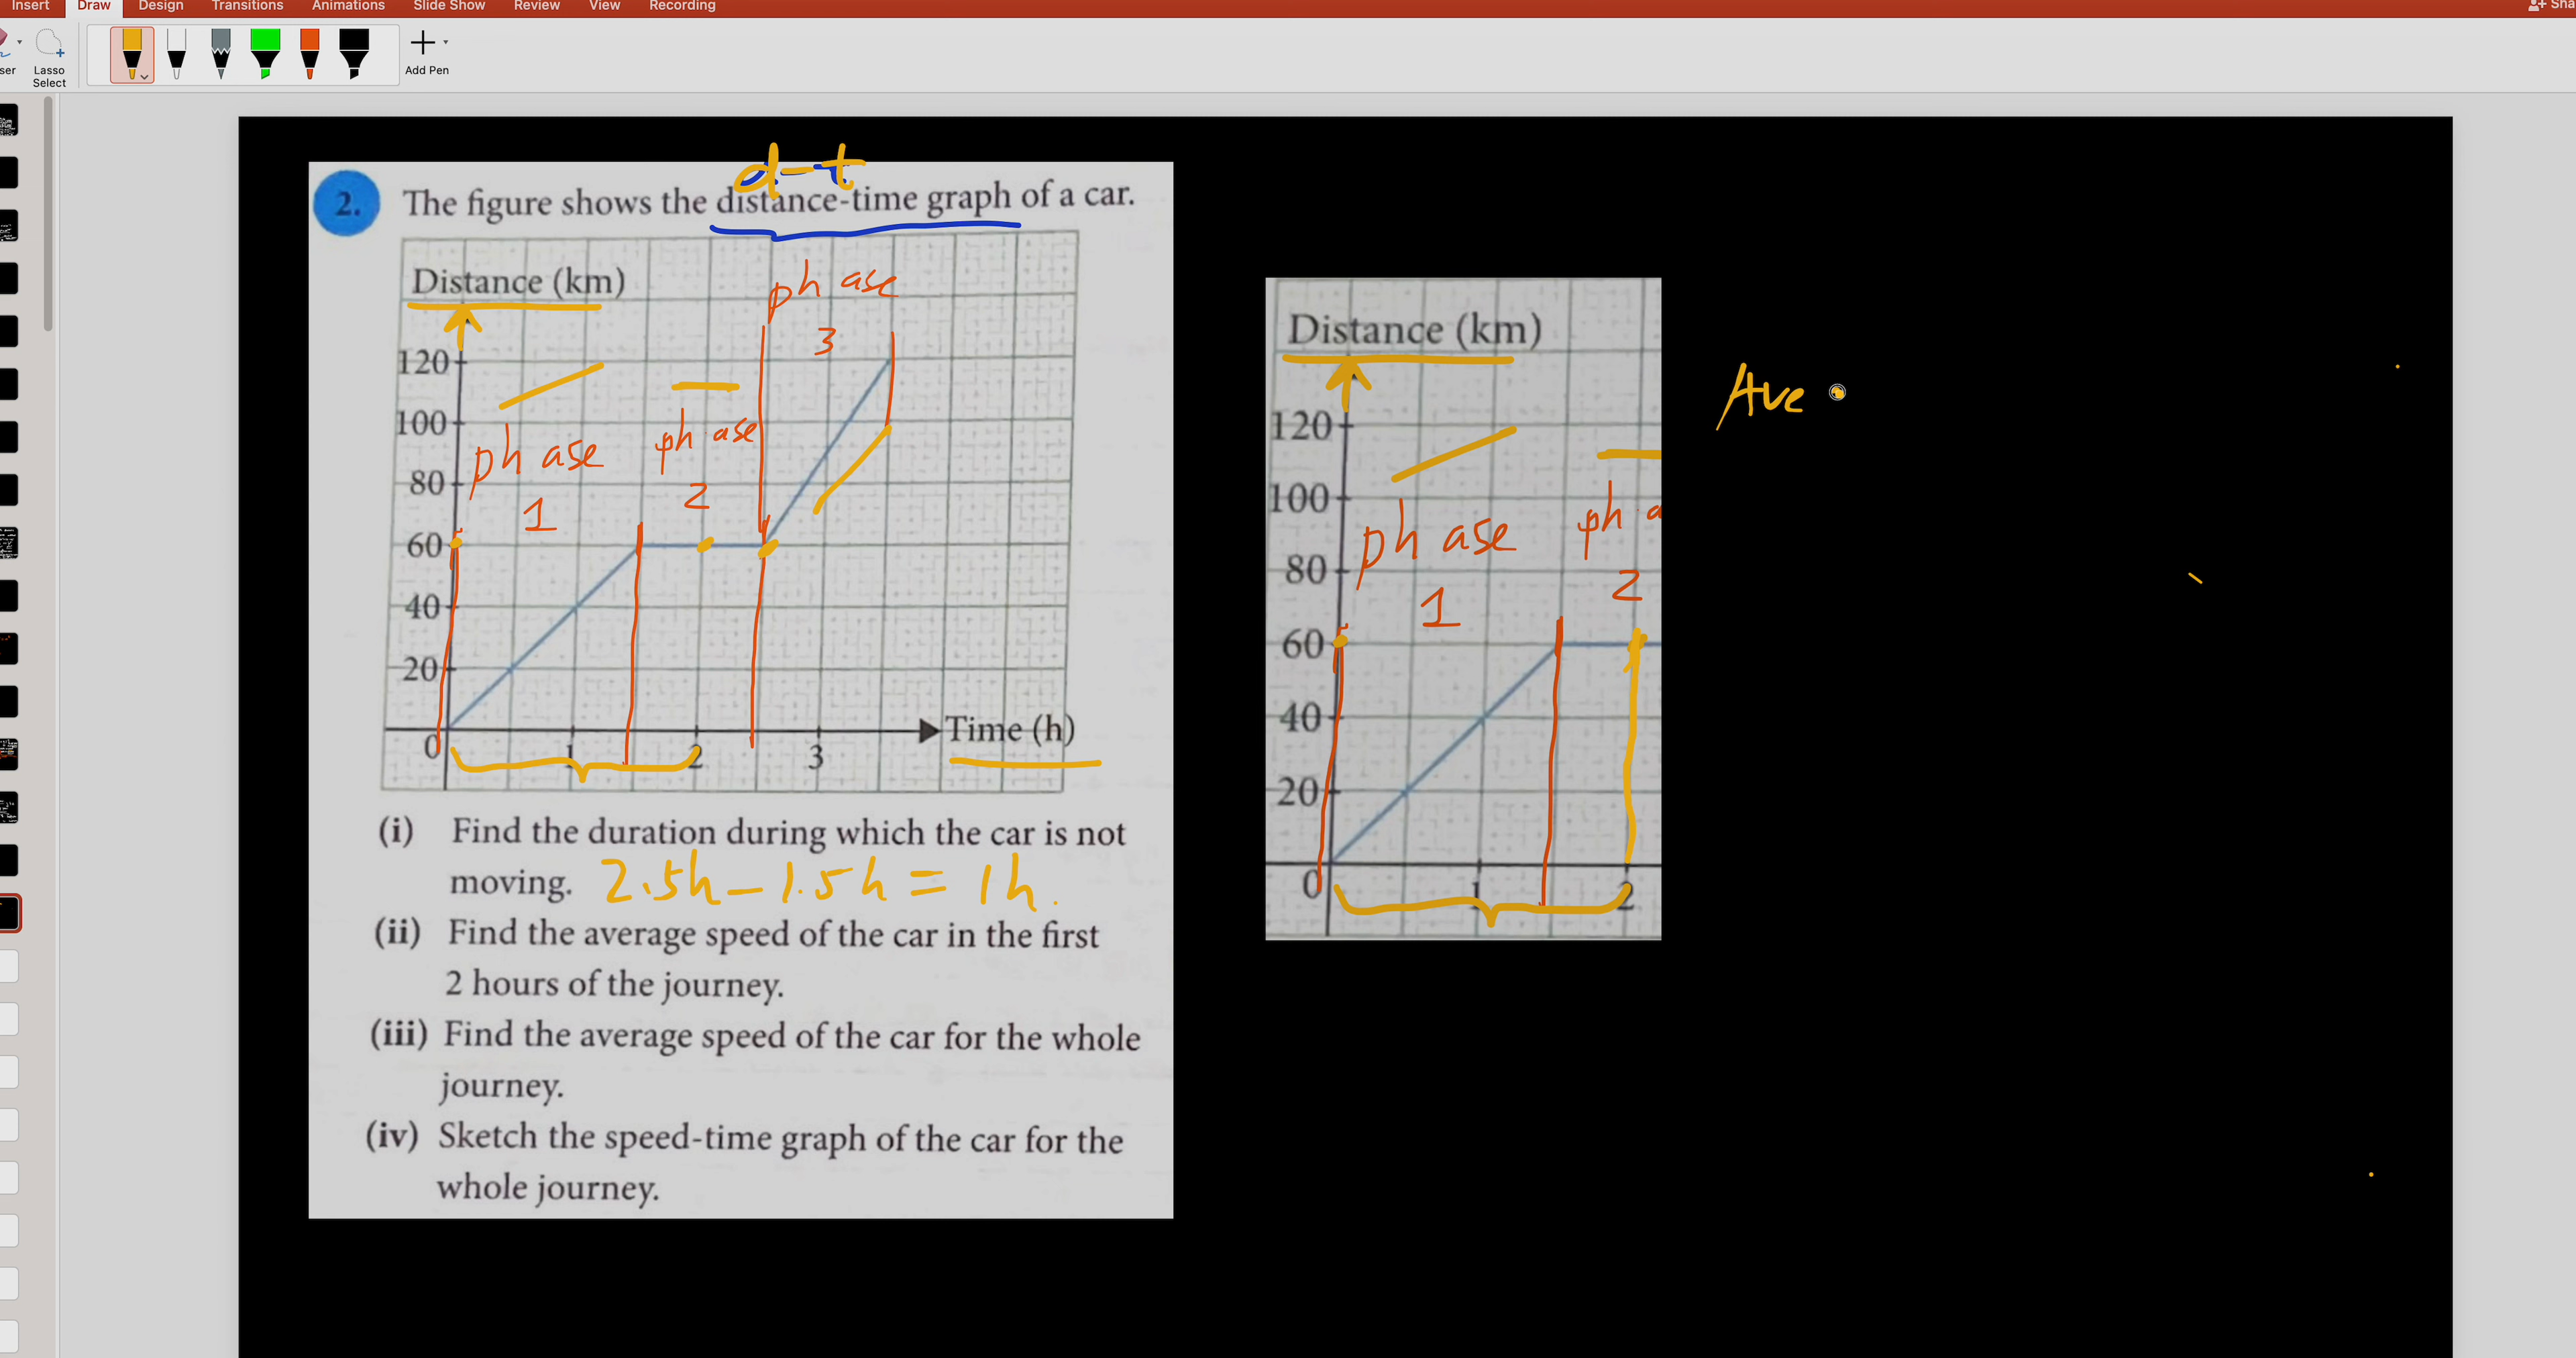 Insert Draw Design Transitions Animations Slide Show Review View Recording
Lasso
Select
Add Pen
d-t
2. The figure shows the distance-time graph of a car.
Distance (km)
120
100
80
60
40
20
0 1 2 3
Time (h)
phase
1
phase
2
phase
3
(i) Find the duration during which the car is not
moving. 2.5h - 1.5h = 1h.
(ii) Find the average speed of the car in the first
2 hours of the journey.
(iii) Find the average speed of the car for the whole
journey.
(iv) Sketch the speed-time graph of the car for the
whole journey.
Distance (km)
120
100
80
60
40
20
0 1 2
phase
1
ph a
2
Ave